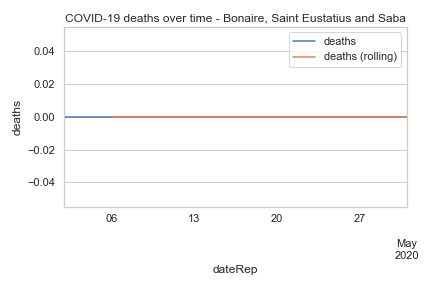 COVID-19 deaths over time - Bonaire, Saint Eustatius and Saba
deaths
deaths (rolling)
0.04
0.02
0.00
−0.02
−0.04
deaths
06
13
20
27
May
2020
dateRep